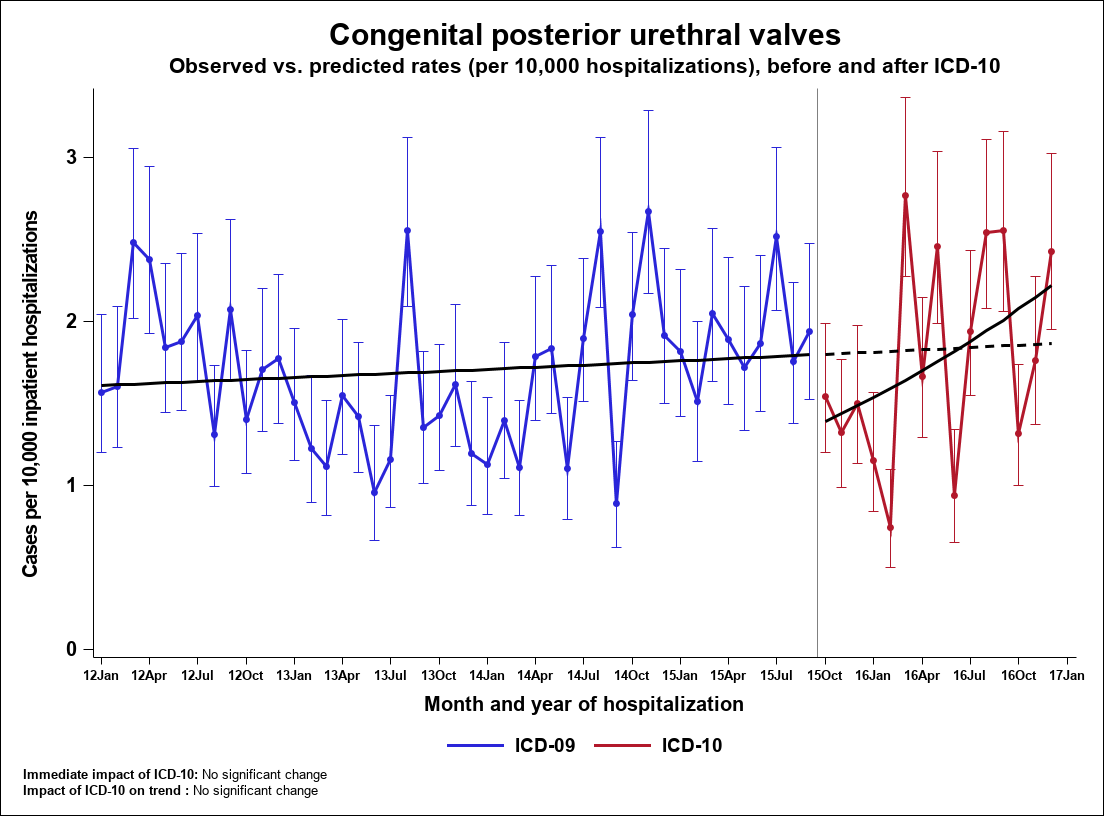 Congenital posterior urethral valves
Observed vs. predicted rates (per 10,000 hospitalizations), before and after ICD-10
Cases per 10,000 inpatient hospitalizations
3
2
1
0
12Jan 12Apr 12Jul 12Oct 13Jan 13Apr 13Jul 13Oct 14Jan 14Apr 14Jul 14Oct 15Jan 15Apr 15Jul 15Oct 16Jan 16Apr 16Jul 16Oct 17Jan
Month and year of hospitalization
ICD-09 ICD-10
Immediate impact of ICD-10: No significant change
Impact of ICD-10 on trend : No significant change